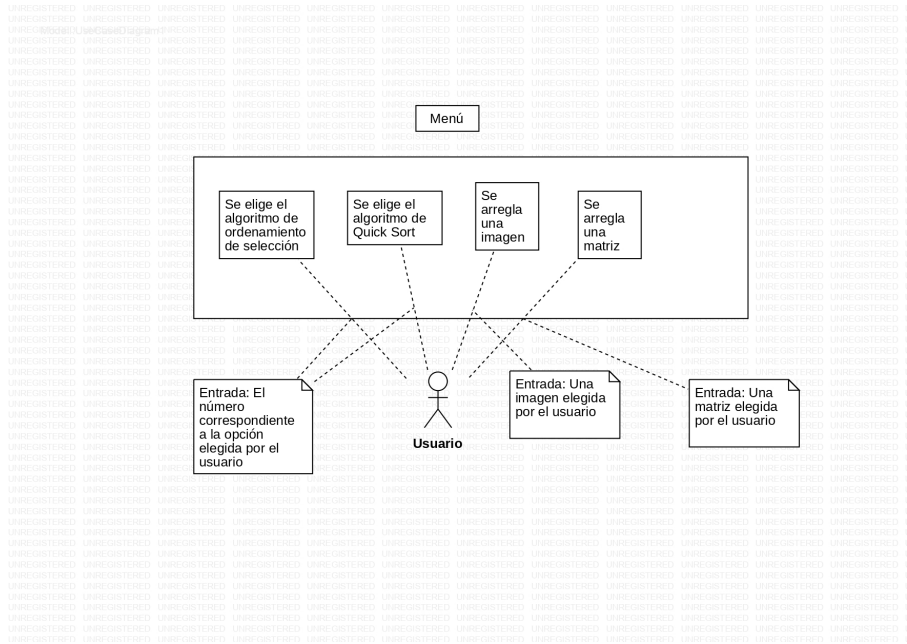 Menú
Se elige el
algoritmo de
ordenamiento
de selección
Se elige el
algoritmo de
Quick Sort
Se
arregla
una
imagen
Se
arregla
una
matriz
Entrada: El
número
correspondiente
a la opción
elegida por el
usuario
Usuario
Entrada: Una
imagen elegida
por el usuario
Entrada: Una
matriz elegida
por el usuario